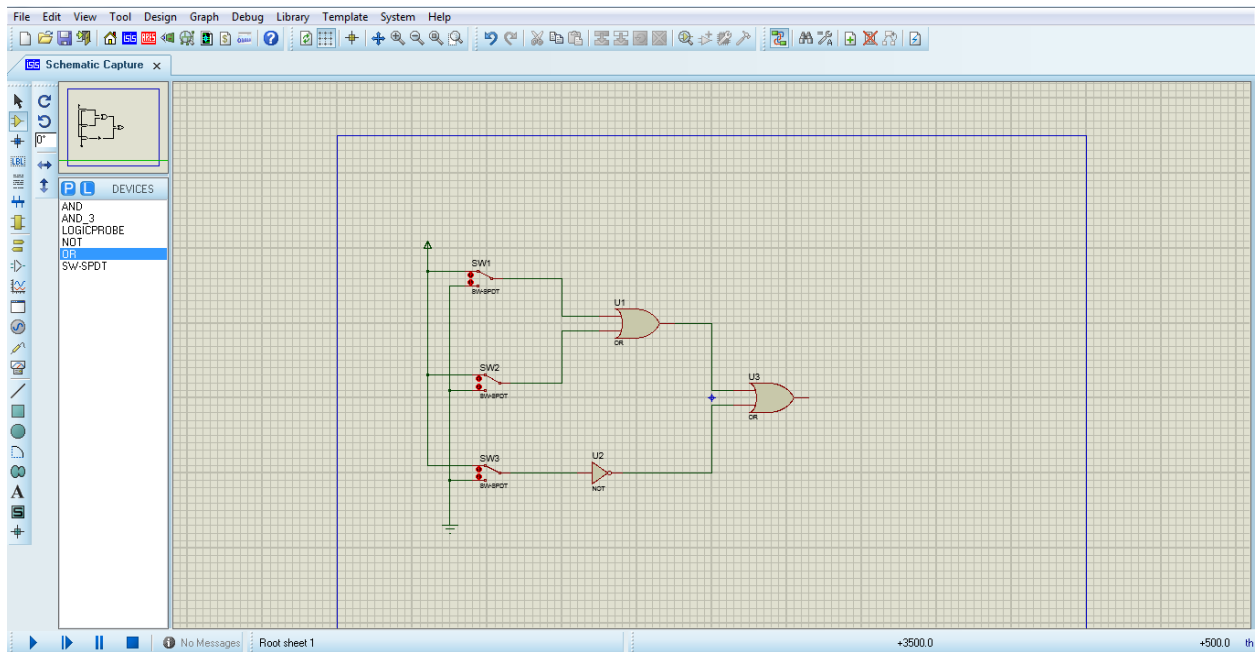 File Edit View Tool Design Graph Debug Library Template System Help
Schematic Capture x
0°
LBL
P L DEVICES
AND
AND_3
LOGICPROBE
NOT
OR
SW-SPDT
A
S
SW1
SW-SPDT
U1
OR
SW2
SW-SPDT
U3
OR
SW3
SW-SPDT
U2
NOT
No Messages Root sheet 1 +3500.0 +500.0 th